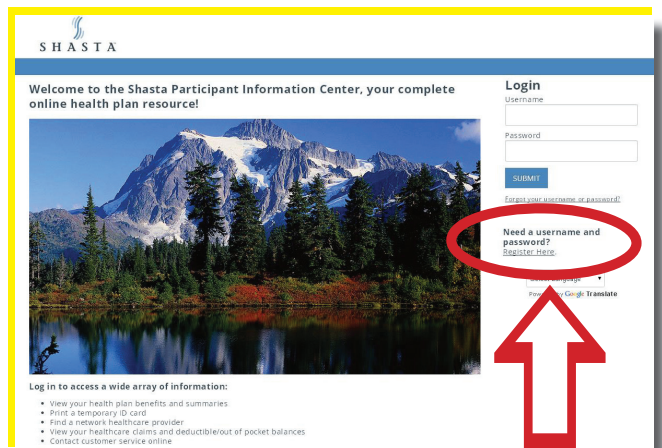 SHASTA
Welcome to the Shasta Participant Information Center, your complete
online health plan resource!
Log in to access a wide array of information:
• View your health plan benefits and summaries
• Print a temporary ID card
• Find a network healthcare provider
• View your healthcare claims and deductible/out of pocket balances
• Contact customer service online
Login
Username
Password
SUBMIT
Forgot your username or password?
Need a username and
password?
Register Here.
Language
Google Translate